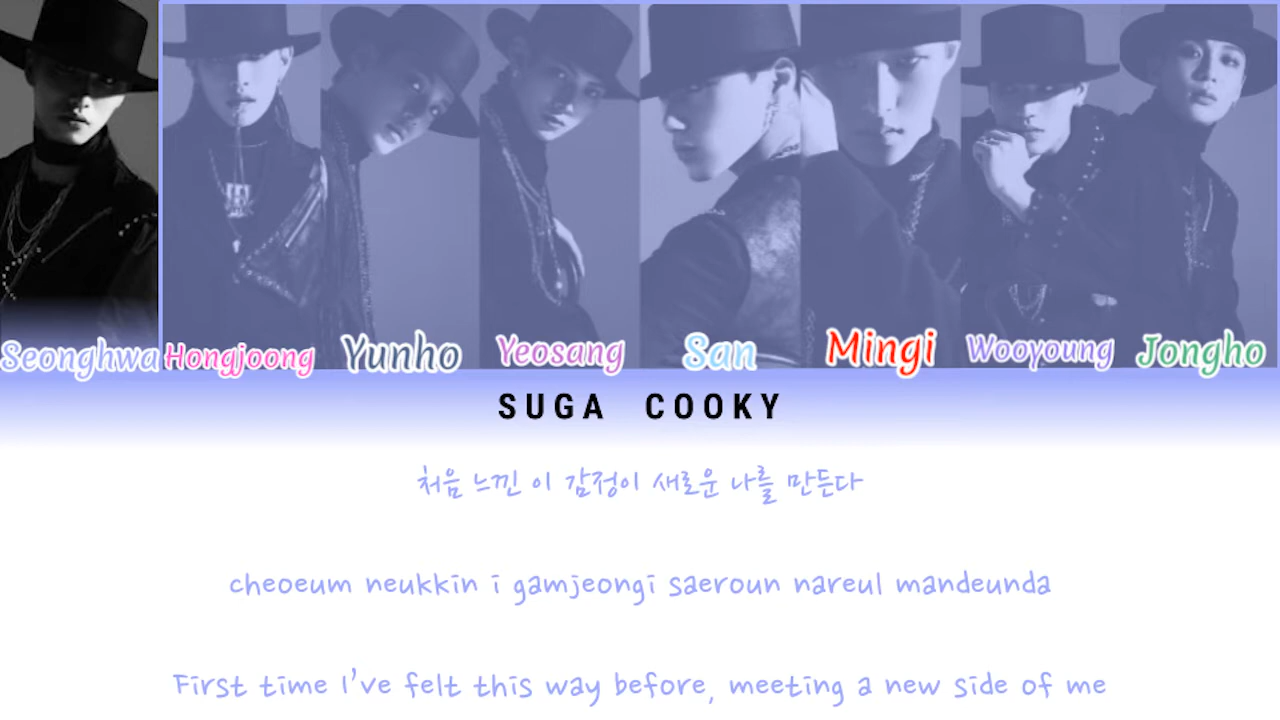 Seonghwa Hongjoong Yunho Yeosang San Mingi Wooyoung Jongho
SUGA COOKY
처음 느낀 이 감정이 새로운 나를 만든다
cheoeum neukkin i gamjeongi saeroun nareul mandeunda
First time I've felt this way before, meeting a new side of me